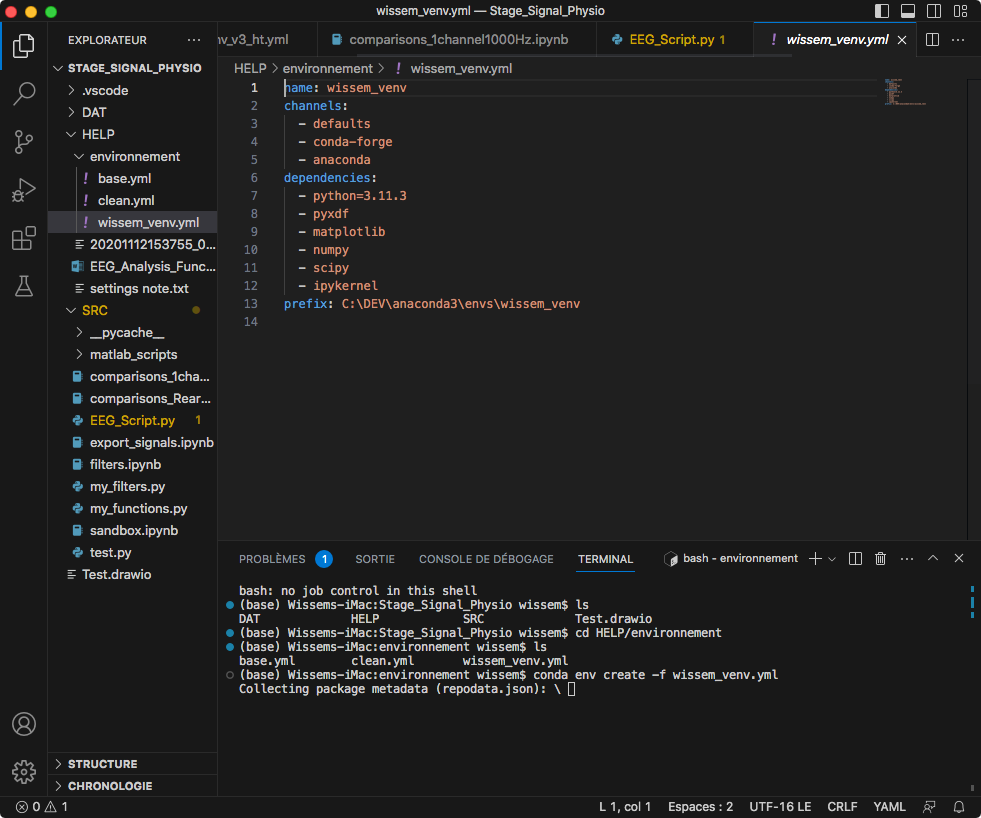 wissem_venv.yml — Stage_Signal_Physio
EXPLORATEUR
STAGE_SIGNAL_PHYSIO
.vscode
DAT
HELP
environnement
! base.yml
! clean.yml
! wissem_venv.yml
20201112153755_0...
EEG_Analysis_Func...
settings note.txt
SRC
__pycache__
matlab_scripts
comparisons_1cha...
comparisons_Rear...
EEG_Script.py 1
export_signals.ipynb
filters.ipynb
my_filters.py
my_functions.py
sandbox.ipynb
test.py
Test.drawio
STRUCTURE
CHRONOLOGIE
v_v3_ht.yml
comparisons_1channel1000Hz.ipynb
EEG_Script.py 1
! wissem_venv.yml
HELP > environnement > ! wissem_venv.yml
1 name: wissem_venv
2 channels:
3 - defaults
4 - conda-forge
5 - anaconda
6 dependencies:
7 - python=3.11.3
8 - pyxdf
9 - matplotlib
10 - numpy
11 - scipy
12 - ipykernel
13 prefix: C:\DEV\anaconda3\envs\wissem_venv
14
PROBLÈMES 1 SORTIE CONSOLE DE DÉBOGAGE TERMINAL bash - environnement
bash: no job control in this shell
(base) Wissems-iMac:Stage_Signal_Physio wissem$ ls
DAT HELP SRC Test.drawio
(base) Wissems-iMac:Stage_Signal_Physio wissem$ cd HELP/environnement
(base) Wissems-iMac:environnement wissem$ ls
base.yml clean.yml wissem_venv.yml
(base) Wissems-iMac:environnement wissem$ conda env create -f wissem_venv.yml
Collecting package metadata (repodata.json): \
0 1 L 1, col 1 Espaces : 2 UTF-16 LE CRLF YAML